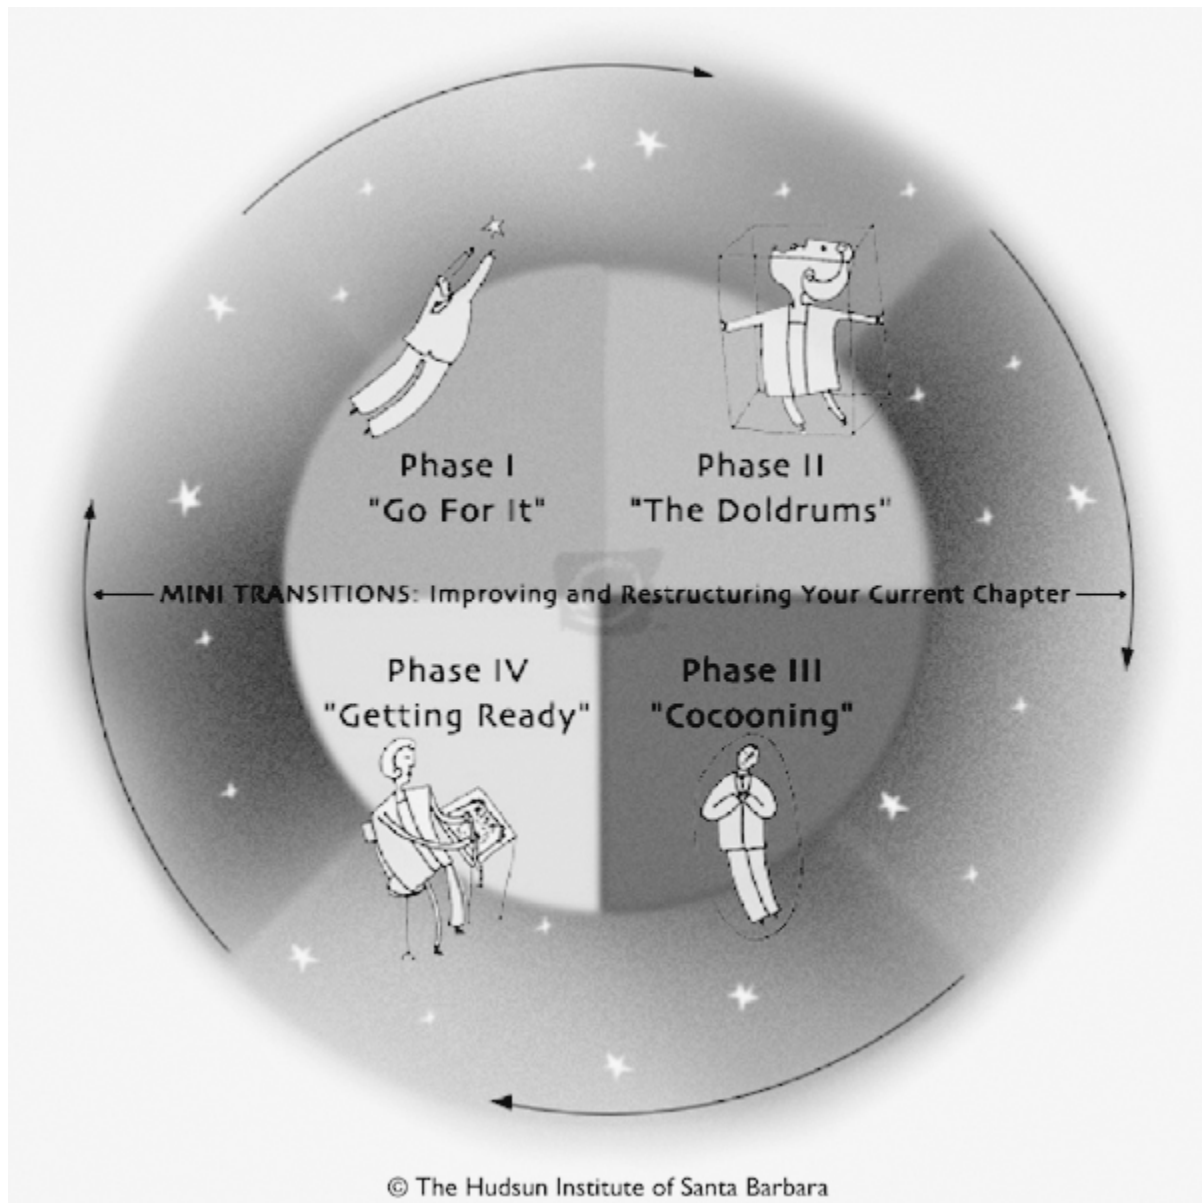 Phase I
"Go For It"
Phase II
"The Doldrums"
MINI TRANSITIONS: Improving and Restructuring Your Current Chapter
Phase IV
"Getting Ready"
Phase III
"Cocooning"
© The Hudsun Institute of Santa Barbara